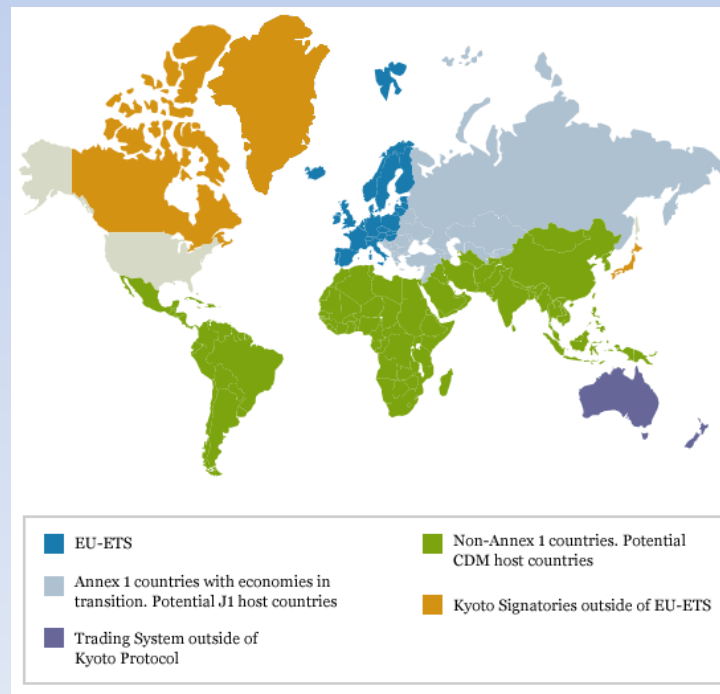 EU-ETS
Annex 1 countries with economies in
transition. Potential J1 host countries
Trading System outside of
Kyoto Protocol
Non-Annex 1 countries. Potential
CDM host countries
Kyoto Signatories outside of EU-ETS